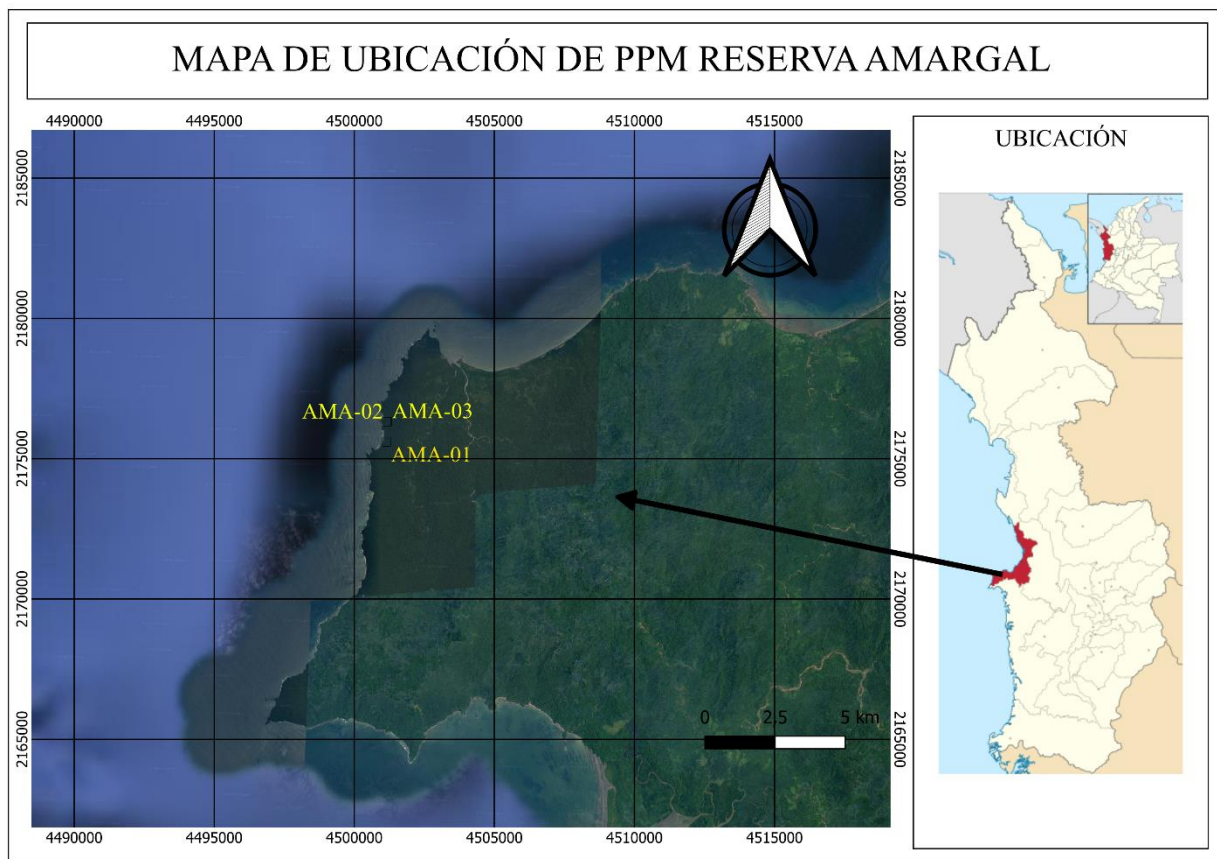 MAPA DE UBICACIÓN DE PPM RESERVA AMARGAL
4490000 4495000 4500000 4505000 4510000 4515000
UBICACIÓN
2185000 2185000
2180000 2180000
AMA-02 AMA-03
AMA-01
2175000 2175000
2170000 2170000
0 2,5 5 km
2165000 2165000
4490000 4495000 4500000 4505000 4510000 4515000